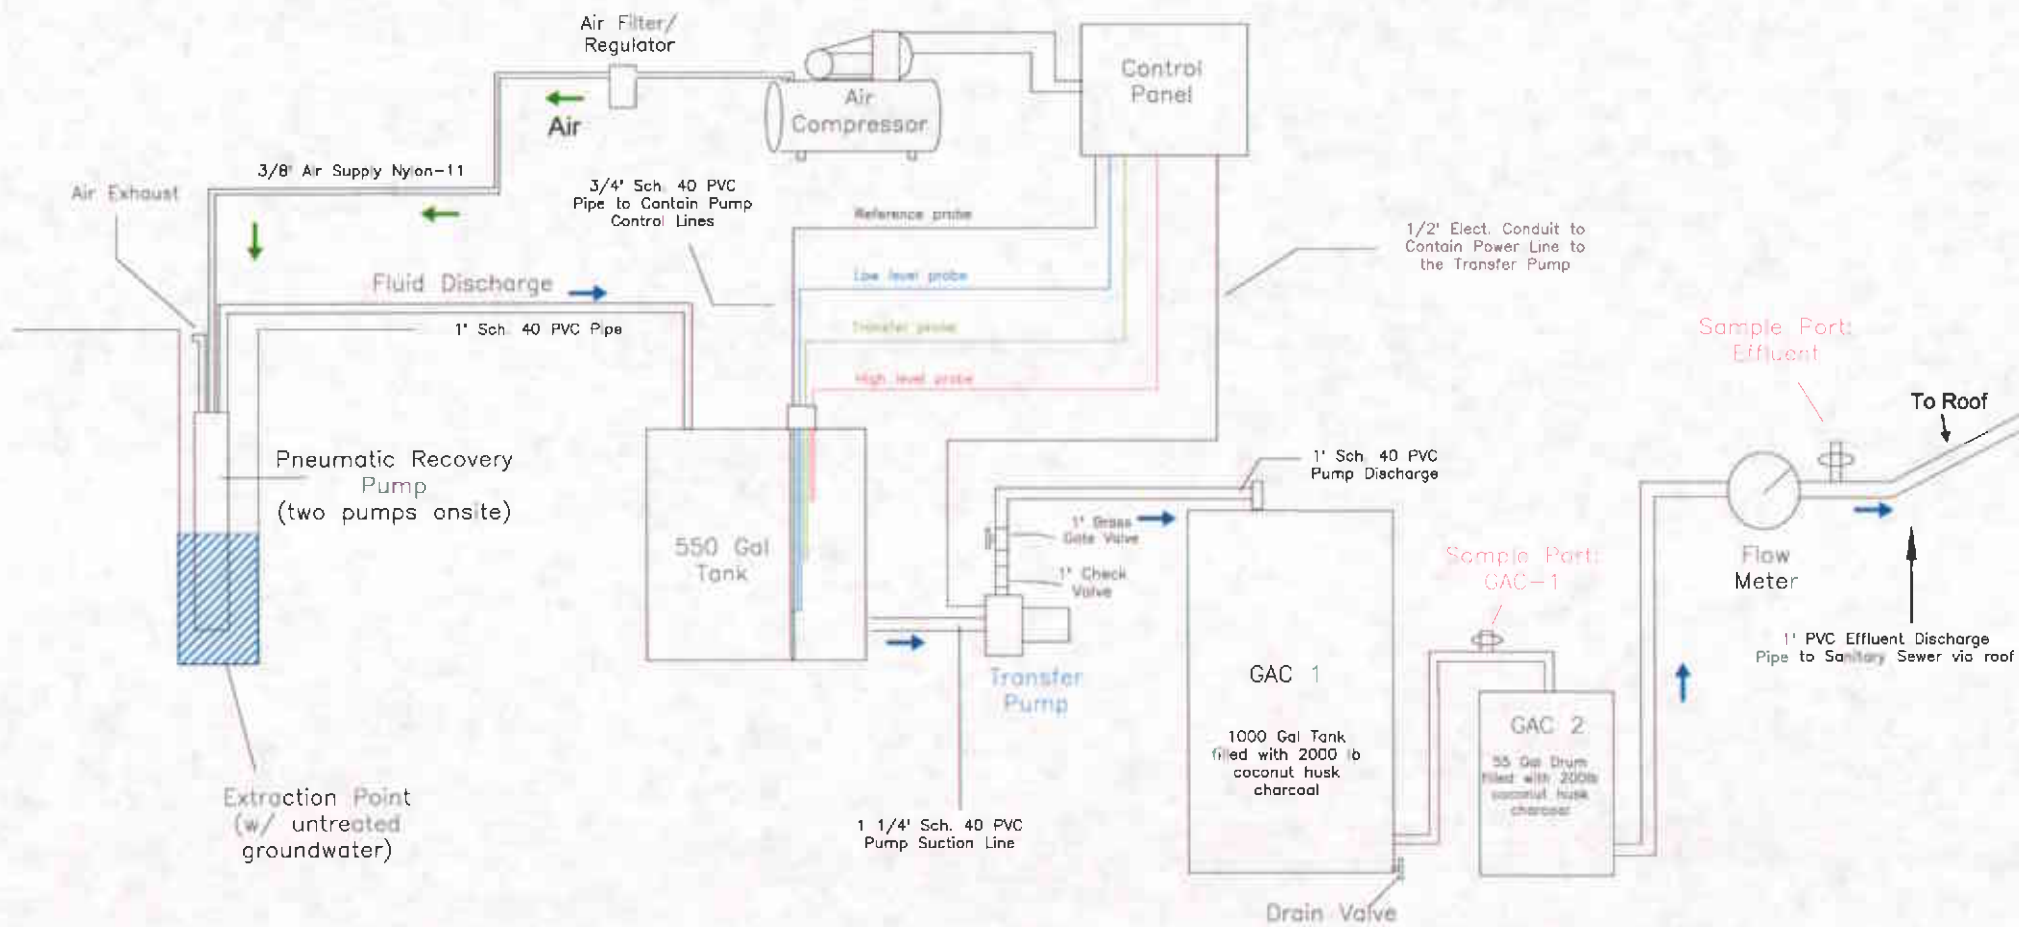 Air Filter/
Regulator
Air
Air
Compressor
Control
Panel
3/8' Air Supply Nylon-11
Air Exhaust
3/4' Sch. 40 PVC
Pipe to Contain Pump
Control Lines
Reference probe
Low level probe
Transfer probe
High level probe
1/2' Elect. Conduit to
Contain Power Line to
the Transfer Pump
Fluid Discharge
1' Sch. 40 PVC Pipe
Sample Port:
Effluent
To Roof
Pneumatic Recovery
Pump
(two pumps onsite)
550 Gal
Tank
1' Sch. 40 PVC
Pump Discharge
1' Brass
Gate Valve
1' Check
Valve
Transfer
Pump
Sample Port:
GAC-1
Flow
Meter
1' PVC Effluent Discharge
Pipe to Sanitary Sewer via roof
GAC 1
1000 Gal Tank
filled with 2000 lb
coconut husk
charcoal
GAC 2
55 Gal Drum
filled with 200lb
coconut husk
charcoal
Extraction Point
(w/ untreated
groundwater)
1 1/4' Sch. 40 PVC
Pump Suction Line
Drain Valve